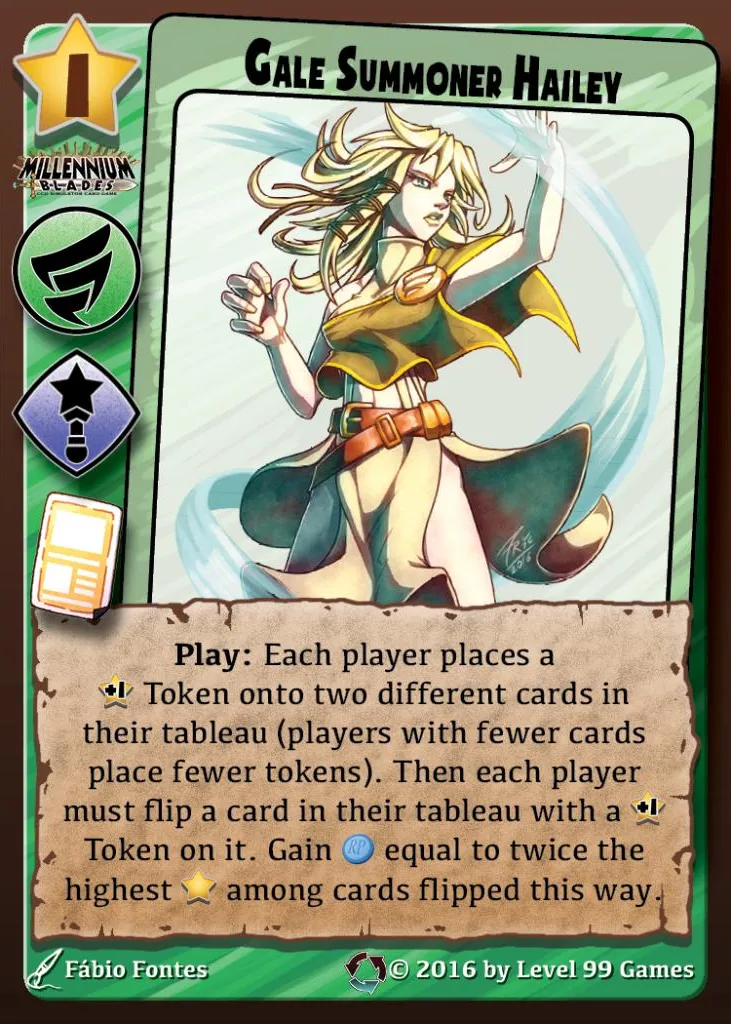 1
GALE SUMMONER HAILEY
MILLENNIUM
BLADES
Play: Each player places a
+1 Token onto two different cards in
their tableau (players with fewer cards
place fewer tokens). Then each player
must flip a card in their tableau with a +1
Token on it. Gain RP equal to twice the
highest among cards flipped this way.
Fábio Fontes
© 2016 by Level 99 Games